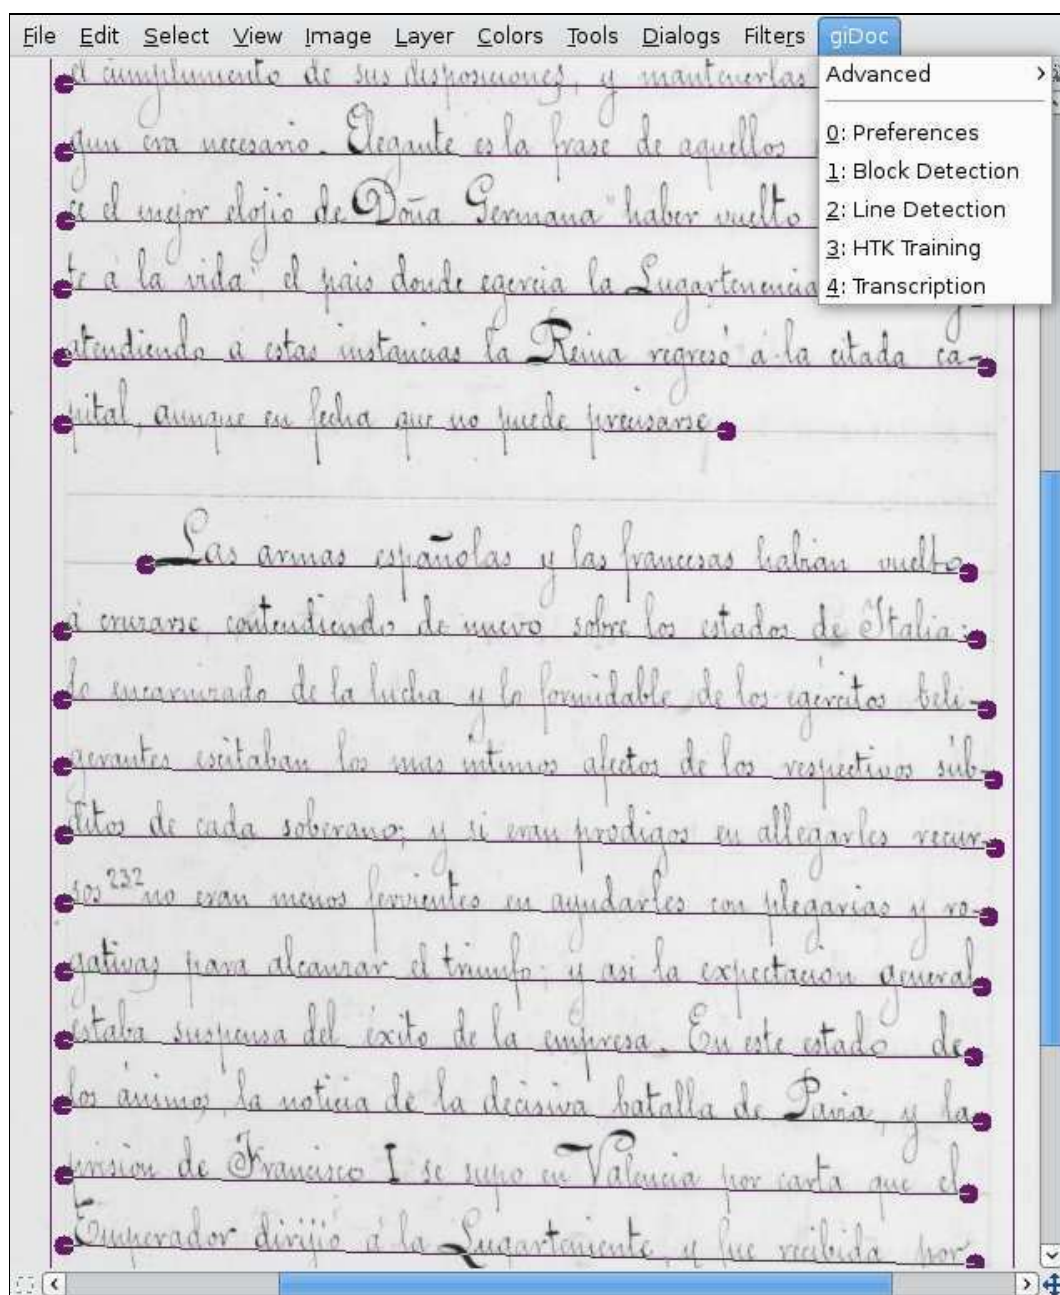 File Edit Select View Image Layer Colors Tools Dialogs Filters giDoc
Advanced
0: Preferences
1: Block Detection
2: Line Detection
3: HTK Training
4: Transcription
el cumplimiento de sus disposiciones, y mantenerlas
gun era necesario. Elegante es la frase de aquellos
ce el mejor elojio de Doña Germana "haber vuelto
te á la vida" el pais donde egercia la Lugartenencia
atendiendo a estas instancias la Reina regresó á la citada ca-
pital, aunque en fecha que no puede precisarse
Las armas españolas y las francesas habian vuelto
á cruzarse contendiendo de nuevo sobre los estados de Italia:
lo encarnizado de la lucha y lo formidable de los egércitos beli-
gerantes escitaban los mas intimos afectos de los respectivos súb-
ditos de cada soberano; y si eran prodigos en allegarles recur-
sos 232 no eran menos fervientes en ayudarles con plegarias y ro-
gativas para alcanzar el triunfo; y asi la expectacion general
estaba suspensa del éxito de la empresa. En este estado de
los ánimos, la noticia de la decisiva batalla de Pavia, y la
prision de Francisco I se supo en Valencia por carta que el
Emperador dirijió á la Lugarteniente, y fue recibida por